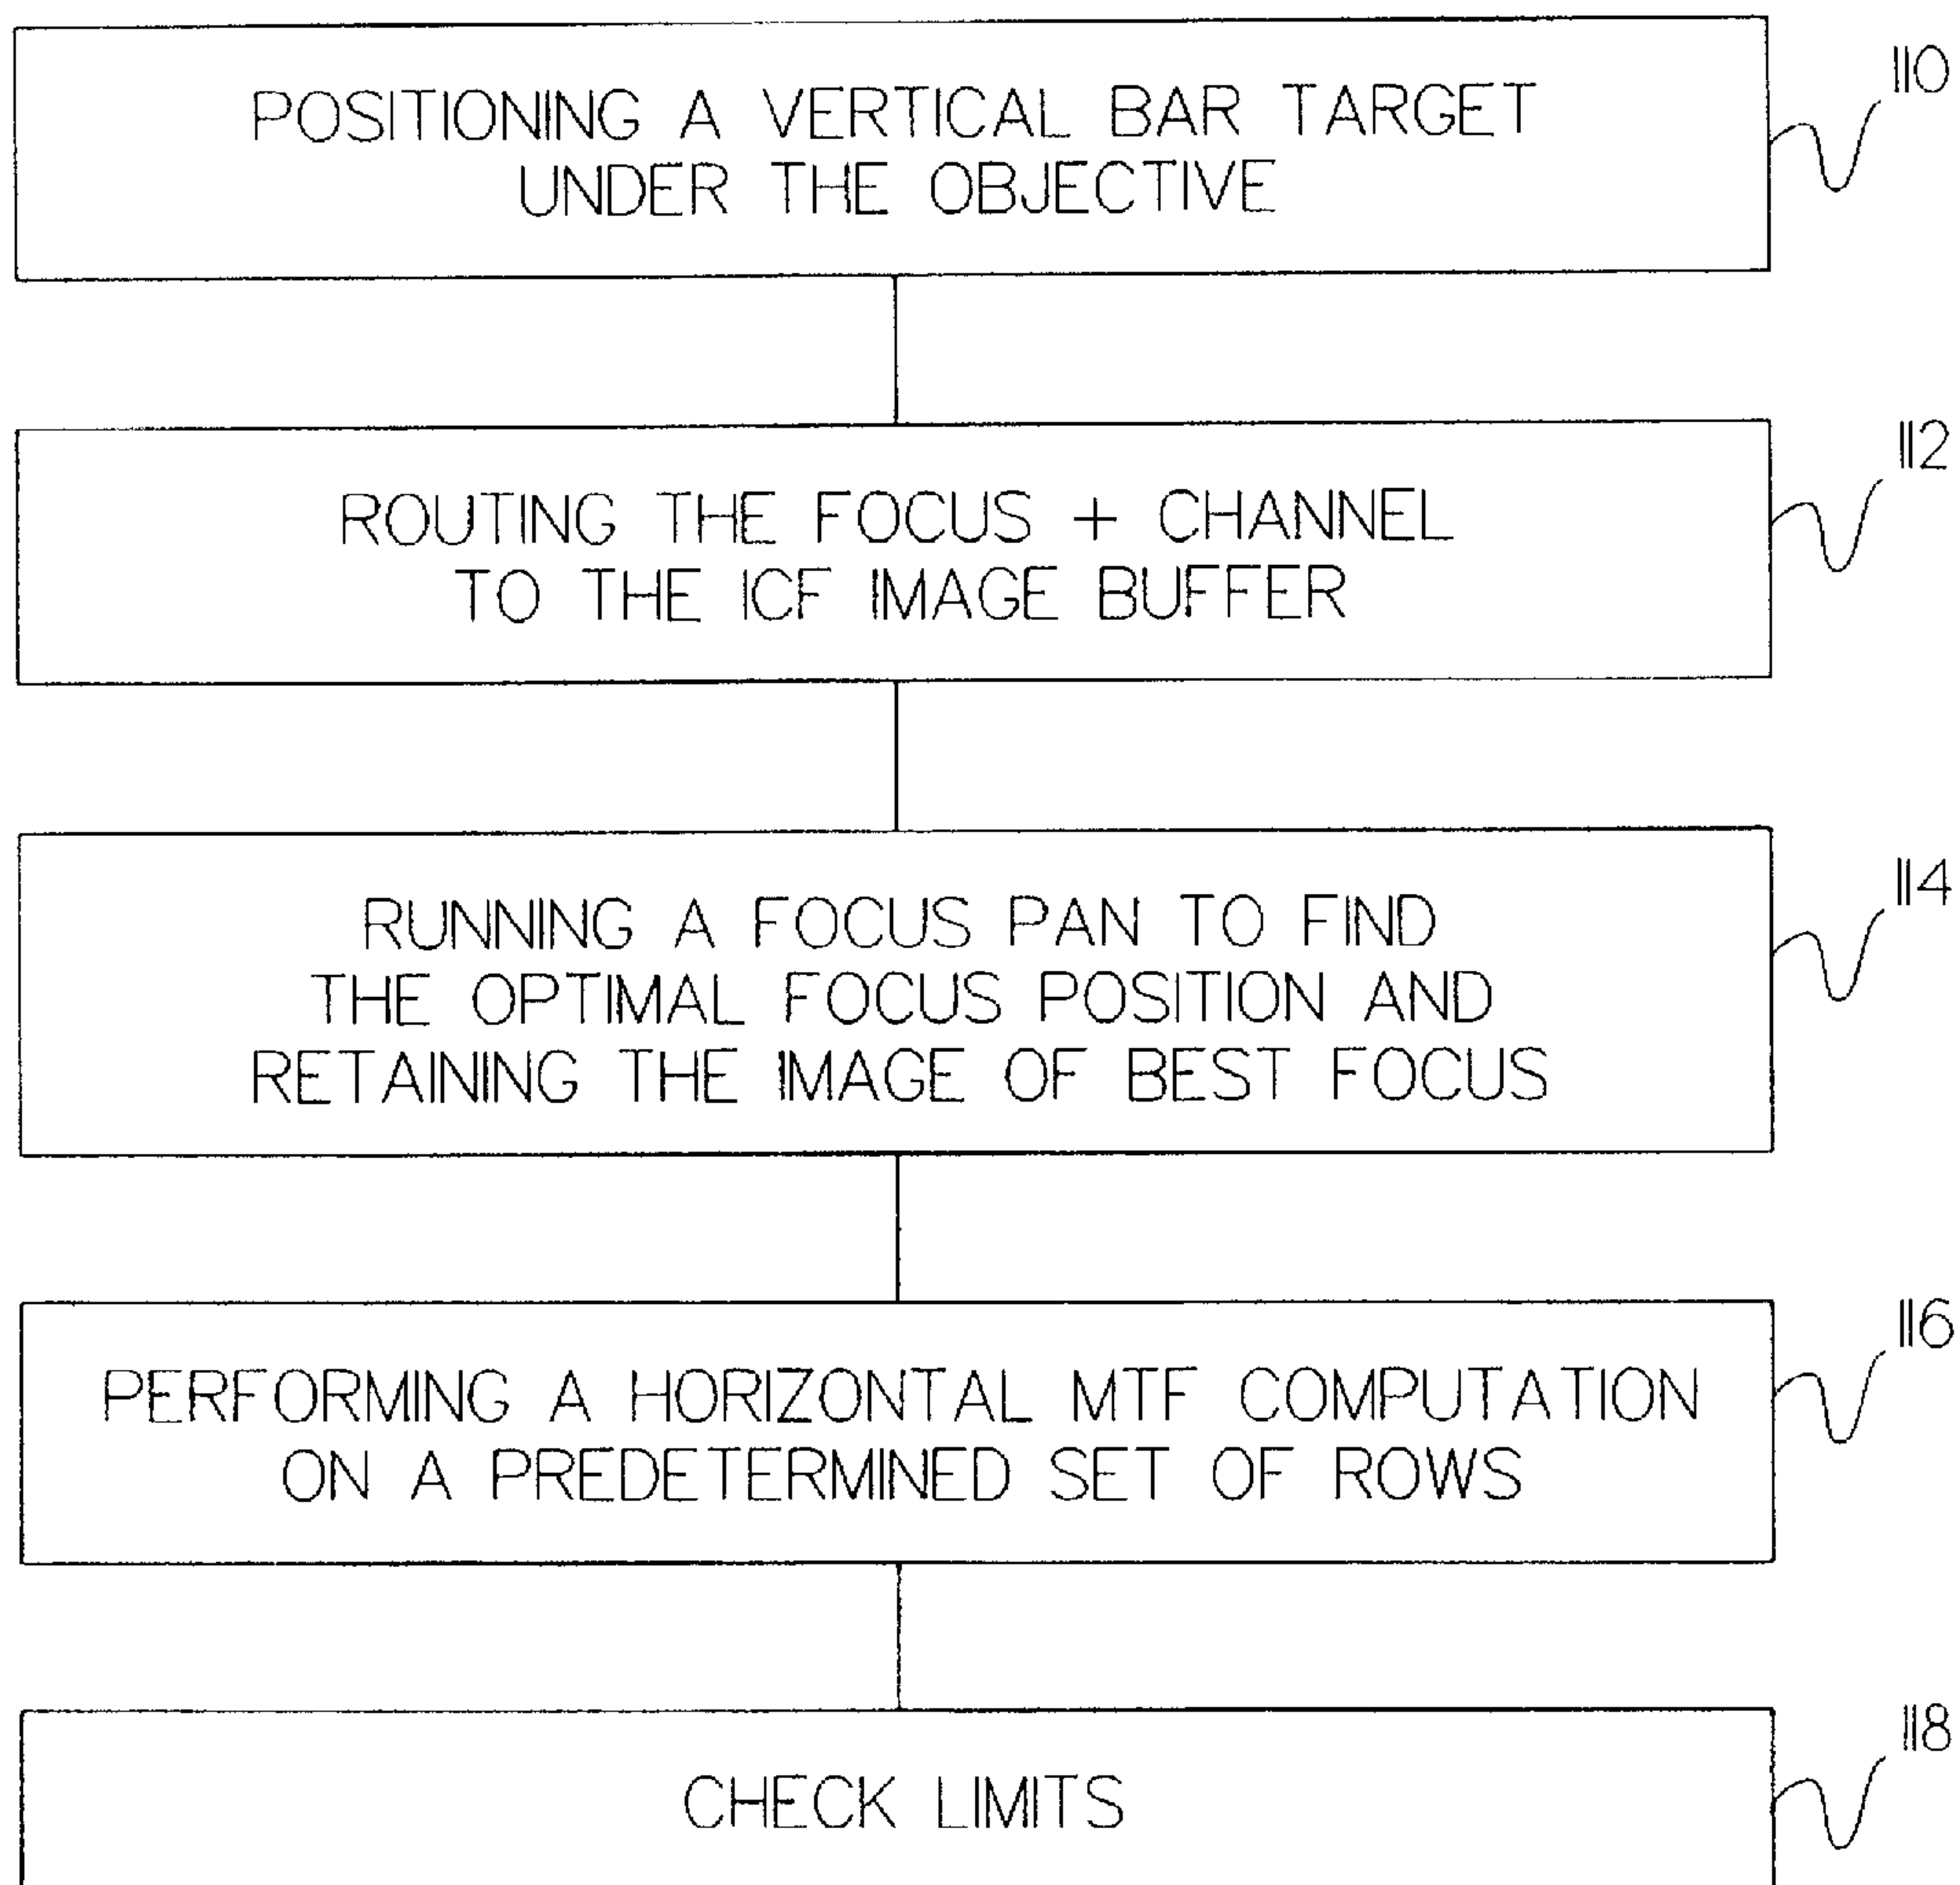 POSITIONING A VERTICAL BAR TARGET
UNDER THE OBJECTIVE
110
ROUTING THE FOCUS + CHANNEL
TO THE ICF IMAGE BUFFER
112
RUNNING A FOCUS PAN TO FIND
THE OPTIMAL FOCUS POSITION AND
RETAINING THE IMAGE OF BEST FOCUS
114
PERFORMING A HORIZONTAL MTF COMPUTATION
ON A PREDETERMINED SET OF ROWS
116
CHECK LIMITS
118